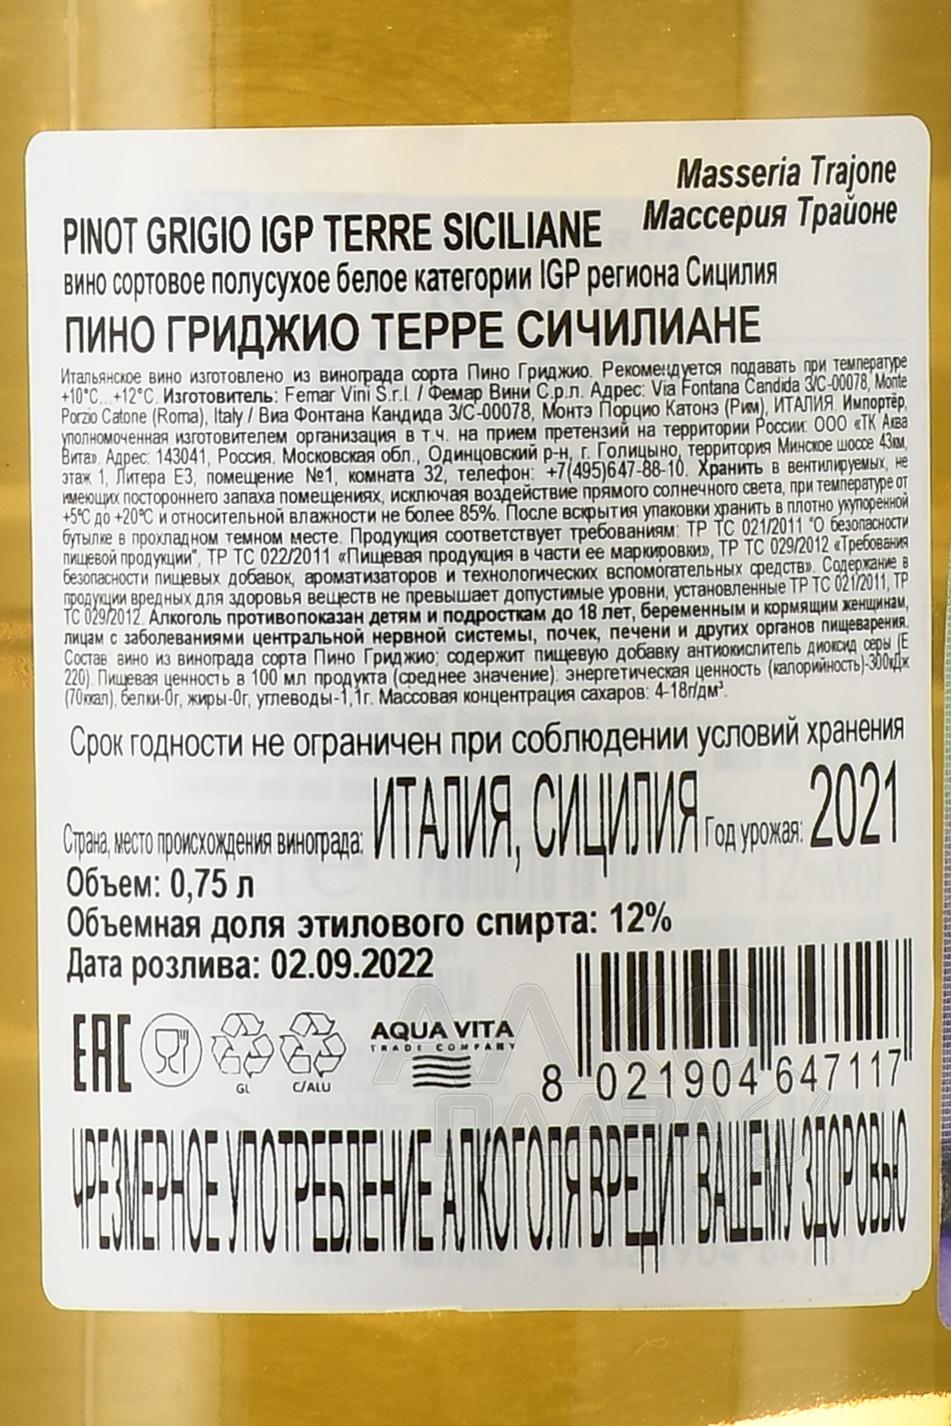 Masseria Trajone
Массерия Трайоне
PINOT GRIGIO IGP TERRE SICILIANE
вино сортовое полусухое белое категории IGP региона Сицилия
ПИНО ГРИДЖИО ТЕРРЕ СИЧИЛИАНЕ
Итальянское вино изготовлено из винограда сорта Пино Гриджио. Рекомендуется подавать при температуре
+10°C...+12°C. Изготовитель: Femar Vini S.r.l. / Фемар Вини С.р.л. Адрес: Via Fontana Candida 3/C-00078, Monte
Porzio Catone (Roma), Italy / Виа Фонтана Кандида 3/C-00078, Монтэ Порцио Катонэ (Рим), ИТАЛИЯ. Импортёр,
уполномоченная изготовителем организация в т.ч. на прием претензий на территории России: ООО «ТК Аква
Вита». Адрес: 143041, Россия, Московская обл., Одинцовский р-н, г. Голицыно, территория Минское шоссе 43км,
этаж 1, Литера Е3, помещение №1, комната 32, телефон: +7(495)647-88-10. Хранить в вентилируемых, не
имеющих постороннего запаха помещениях, исключая воздействие прямого солнечного света, при температуре от
+5°C до +20°C и относительной влажности не более 85%. После вскрытия упаковки хранить в плотно укупоренной
бутылке в прохладном темном месте. Продукция соответствует требованиям: ТР ТС 021/2011 "О безопасности
пищевой продукции", ТР ТС 022/2011 «Пищевая продукция в части ее маркировки», ТР ТС 029/2012 «Требования
безопасности пищевых добавок, ароматизаторов и технологических вспомогательных средств». Содержание в
продукции вредных для здоровья веществ не превышает допустимые уровни, установленные ТР ТС 021/2011, ТР
ТС 029/2012. Алкоголь противопоказан детям и подросткам до 18 лет, беременным и кормящим женщинам,
лицам с заболеваниями центральной нервной системы, почек, печени и других органов пищеварения.
Состав: вино из винограда сорта Пино Гриджио; содержит пищевую добавку антиокислитель диоксид серы (Е
220). Пищевая ценность в 100 мл продукта (среднее значение): энергетическая ценность (калорийность)-300кДж
(70ккал), белки-0г, жиры-0г, углеводы-1,1г. Массовая концентрация сахаров: 4-18г/дм³.
Срок годности не ограничен при соблюдении условий хранения
Страна, место происхождения винограда: ИТАЛИЯ, СИЦИЛИЯ Год урожая: 2021
Объем: 0,75 л
Объемная доля этилового спирта: 12%
Дата розлива: 02.09.2022
EAC
GL
C/ALU
AQUA VITA
TRADE COMPANY
8 021904 647117
АЛКО
ПЛАЗА
ЧРЕЗМЕРНОЕ УПОТРЕБЛЕНИЕ АЛКОГОЛЯ ВРЕДИТ ВАШЕМУ ЗДОРОВЬЮ